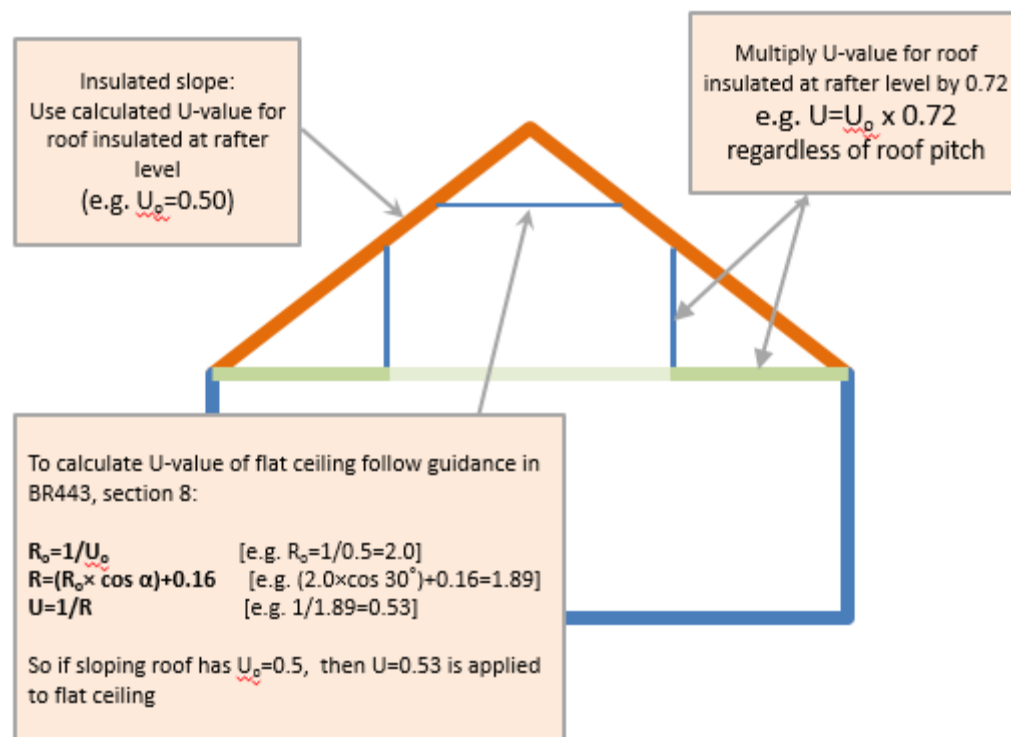 Insulated slope:
Use calculated U-value for
roof insulated at rafter
level
(e.g. Uₒ=0.50)
Multiply U-value for roof
insulated at rafter level by 0.72
e.g. U=Uₒ x 0.72
regardless of roof pitch
To calculate U-value of flat ceiling follow guidance in
BR443, section 8:
Rₒ=1/Uₒ [e.g. Rₒ=1/0.5=2.0]
R=(Rₒ× cos α)+0.16 [e.g. (2.0×cos 30°)+0.16=1.89]
U=1/R [e.g. 1/1.89=0.53]
So if sloping roof has Uₒ=0.5, then U=0.53 is applied
to flat ceiling